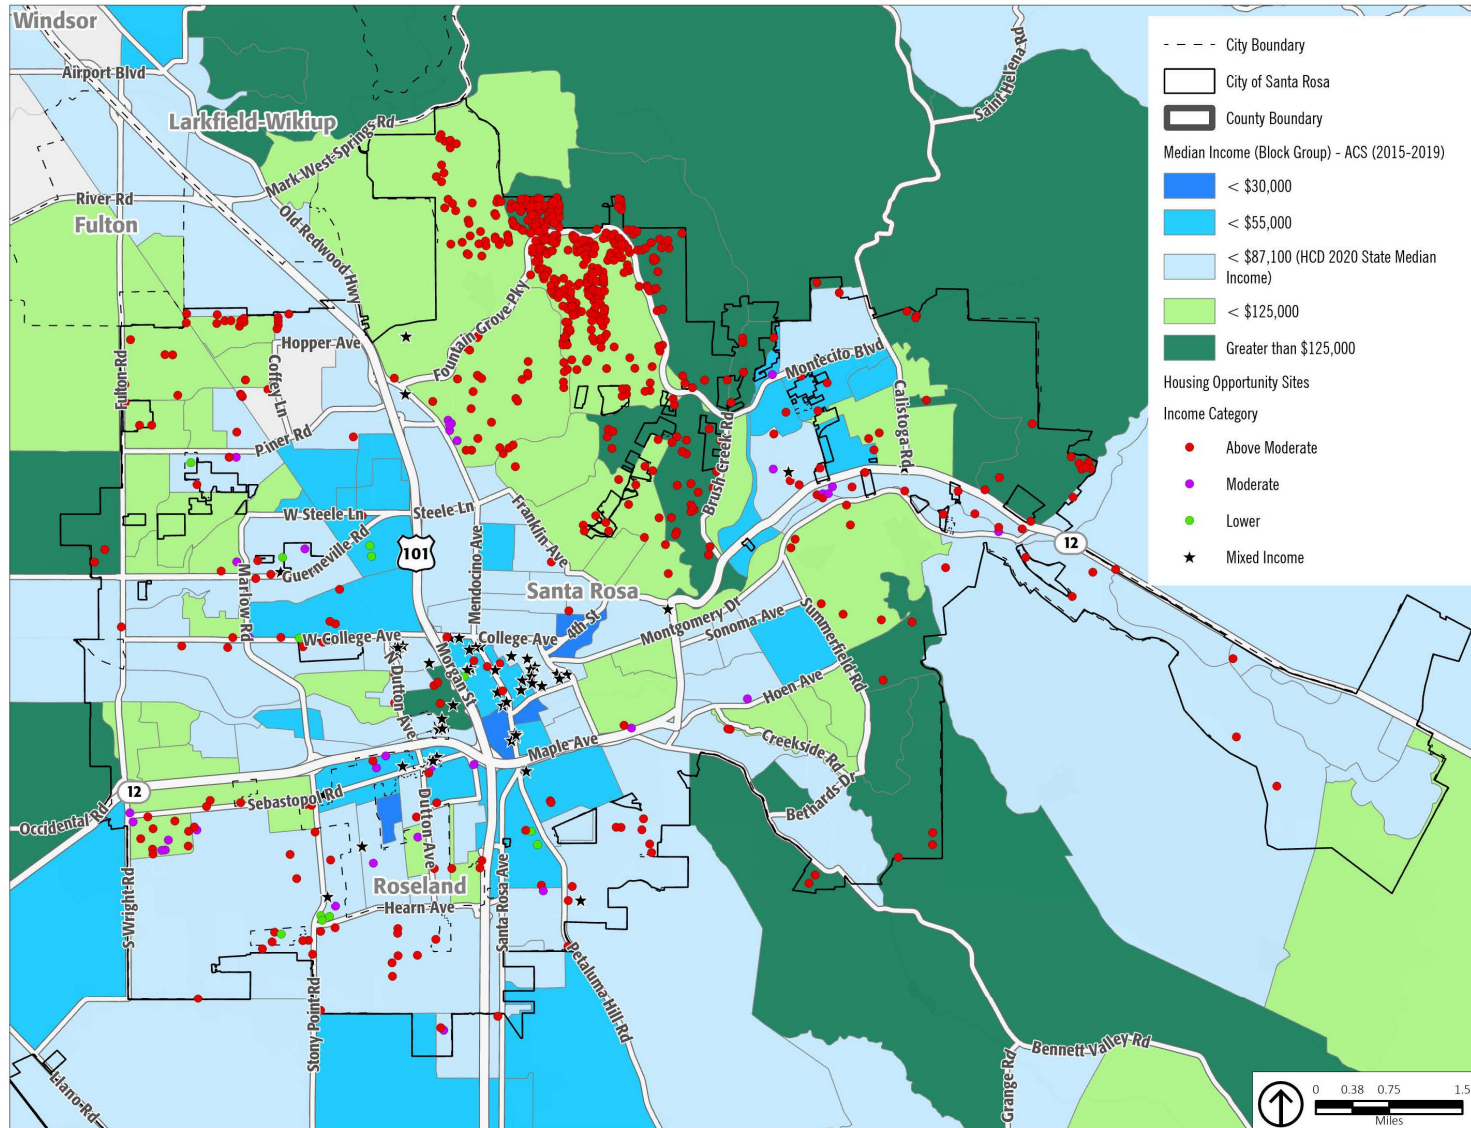 Windsor
Airport Blvd
Larkfield-Wikiup
Mark West Springs Rd
Saint Helena Rd
River Rd
Fulton
Old Redwood Hwy
Fountain Grove Pky
Hopper Ave
Fulton Rd
Coffey Ln
Piner Rd
Montecito Blvd
Calistoga Rd
Brush Creek Rd
W Steele Ln
Steele Ln
Guerneville Rd
Franklin Ave
101
12
Mendocino Ave
Marlow Rd
Santa Rosa
4th St
Montgomery Dr
Sonoma Ave
Summerfield Rd
W College Ave
College Ave
N Dutton Ave
Morgan St
Hoen Ave
Creekside Rd
Maple Ave
Bethards Dr
12
Sebastopol Rd
Occidental Rd
Dutton Ave
Roseland
Hearn Ave
S Wright Rd
Santa Rosa Ave
Stony Point Rd
Petaluma Hill Rd
Llano Rd
Bennett Valley Rd
Grange Rd
City Boundary
City of Santa Rosa
County Boundary
Median Income (Block Group) - ACS (2015-2019)
< $30,000
< $55,000
< $87,100 (HCD 2020 State Median
Income)
< $125,000
Greater than $125,000
Housing Opportunity Sites
Income Category
Above Moderate
Moderate
Lower
Mixed Income
0 0.38 0.75 1.5
Miles